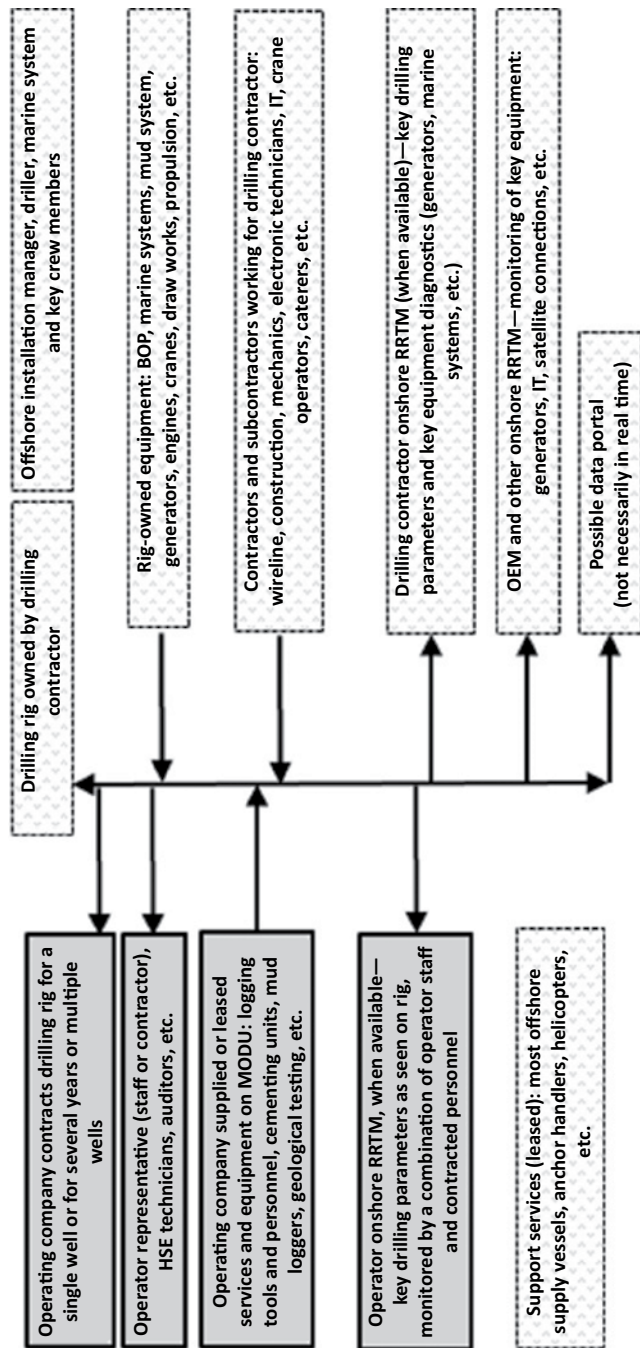 Operating company contracts drilling rig for a
single well or for several years or multiple
wells
Operator representative (staff or contractor),
HSE technicians, auditors, etc.
Operating company supplied or leased
services and equipment on MODU: logging
tools and personnel, cementing units, mud
loggers, geological testing, etc.
Operator onshore RRTM, when available—
key drilling parameters as seen on rig,
monitored by a combination of operator staff
and contracted personnel
Support services (leased): most offshore
supply vessels, anchor handlers, helicopters,
etc.
Drilling rig owned by drilling
contractor
Offshore installation manager, driller, marine system
and key crew members
Rig-owned equipment: BOP, marine systems, mud system,
generators, engines, cranes, draw works, propulsion, etc.
Contractors and subcontractors working for drilling contractor:
wireline, construction, mechanics, electronic technicians, IT, crane
operators, caterers, etc.
Drilling contractor onshore RRTM (when available)—key drilling
parameters and key equipment diagnostics (generators, marine
systems, etc.)
OEM and other onshore RRTM—monitoring of key equipment:
generators, IT, satellite connections, etc.
Possible data portal
(not necessarily in real time)